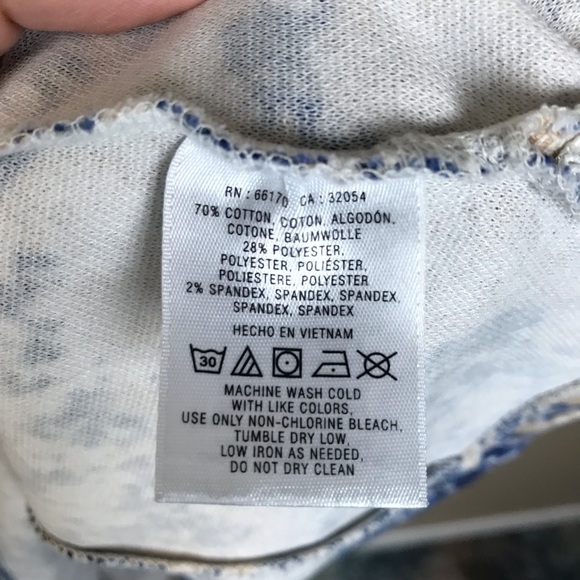 RN : 66170 CA : 32054
70% COTTON, COTON, ALGODÓN,
COTONE, BAUMWOLLE
28% POLYESTER,
POLYESTER, POLIÉSTER,
POLIESTERE, POLYESTER
2% SPANDEX, SPANDEX, SPANDEX,
SPANDEX, SPANDEX
HECHO EN VIETNAM
30
MACHINE WASH COLD
WITH LIKE COLORS,
USE ONLY NON-CHLORINE BLEACH,
TUMBLE DRY LOW,
LOW IRON AS NEEDED,
DO NOT DRY CLEAN